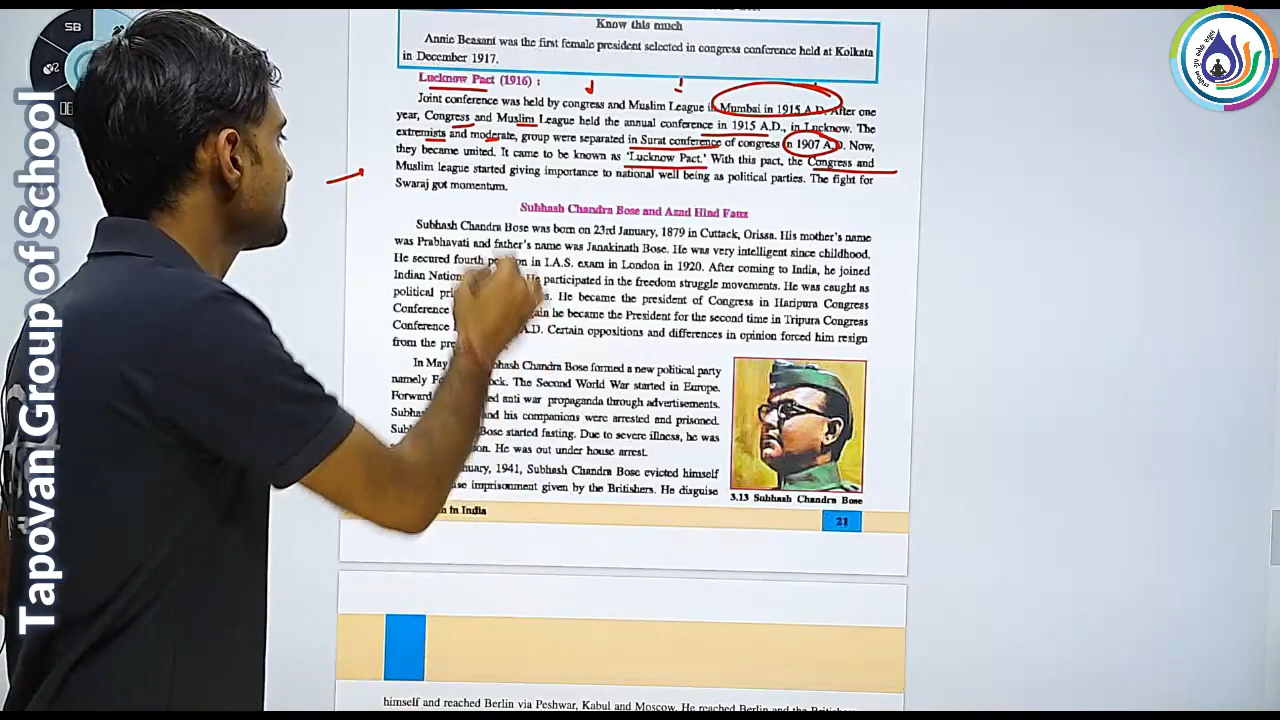 SB
Know this much
Annie Beasant was the first female president selected in congress conference held at Kolkata
in December 1917.
Lucknow Pact (1916) :
Joint conference was held by congress and Muslim League Mumbai in 1915 A.D. After one
year, Congress and Muslim League held the annual conference in 1915 A.D., in Lucknow. The
extremists and moderate, group were separated in Surat conference of congress in 1907 A.D. Now,
they became united. It came to be known as 'Lucknow Pact.' With this pact, the Congress and
Muslim league started giving importance to national well being as political parties. The fight for
Swaraj got momentum.
Subhash Chandra Bose and Azad Hind Fauz
Subhash Chandra Bose was born on 23rd January, 1879 in Cuttack, Orissa. His mother's name
was Prabhavati and father's name was Janakinath Bose. He was very intelligent since childhood.
He secured fourth in I.A.S. exam in London in 1920. After coming to India, he joined
Indian He participated in the freedom struggle movements. He was caught as
political He became the president of Congress in Haripura Congress
Conference he became the President for the second time in Tripura Congress
Conference A.D. Certain oppositions and differences in opinion forced him resign
from the
In May Chandra Bose formed a new political party
namely The Second World War started in Europe.
Forward anti war propaganda through advertisements.
and his companions were arrested and prisoned.
Bose started fasting. Due to severe illness, he was
He was out under house arrest.
1941, Subhash Chandra Bose evicted himself
imprisonment given by the Britishers. He disguise
3.13 Subhash Chandra Bose
in India
21
himself and reached Berlin via Peshwar, Kabul and Moscow. He reached Berlin and the
Tapovan Group of School